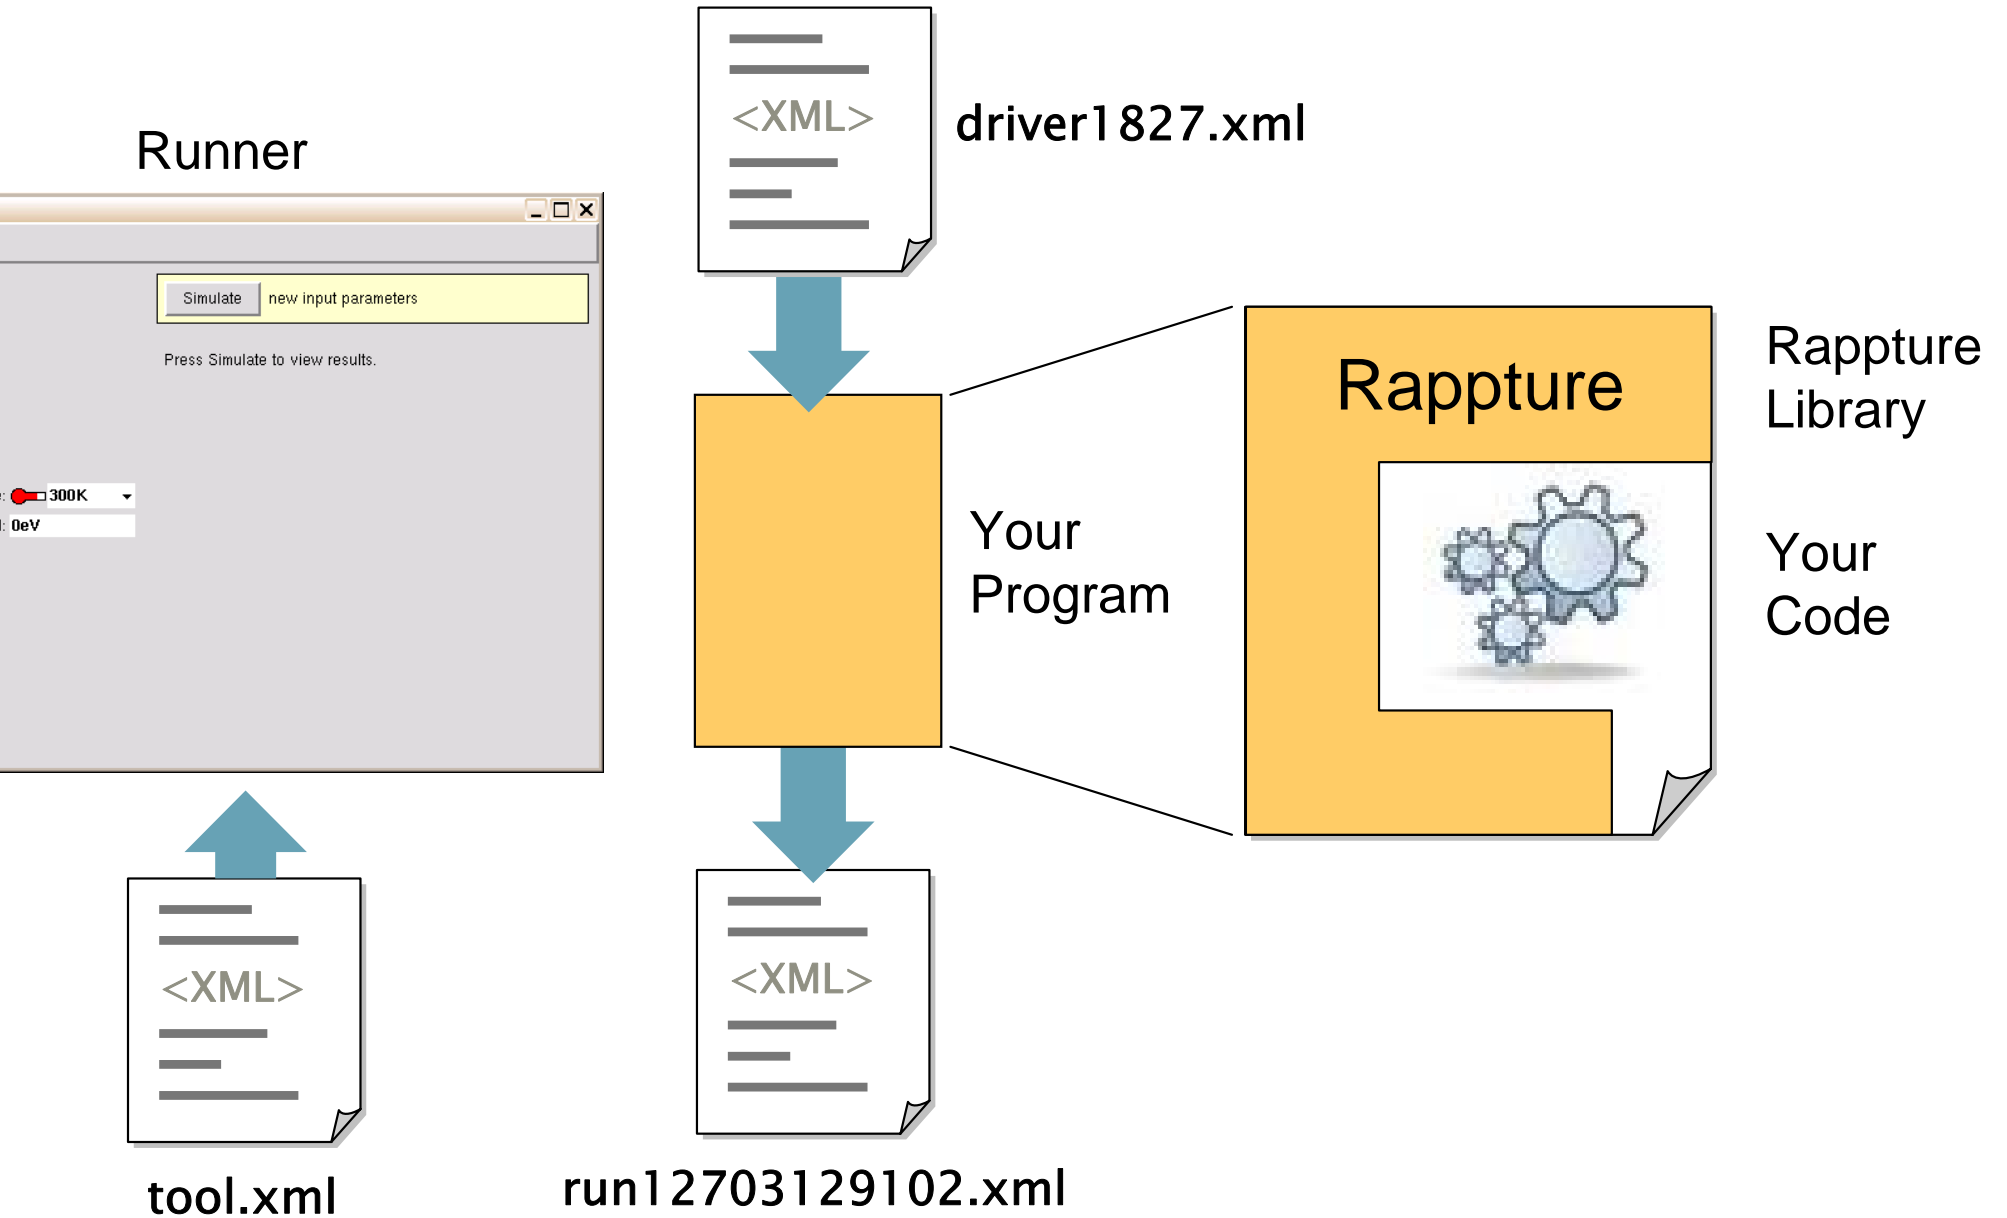 <XML>
driver1827.xml
Runner
Simulate new input parameters
Press Simulate to view results.
300K
0eV
Your
Program
Rappture
Rappture
Library
Your
Code
<XML>
tool.xml
<XML>
run12703129102.xml